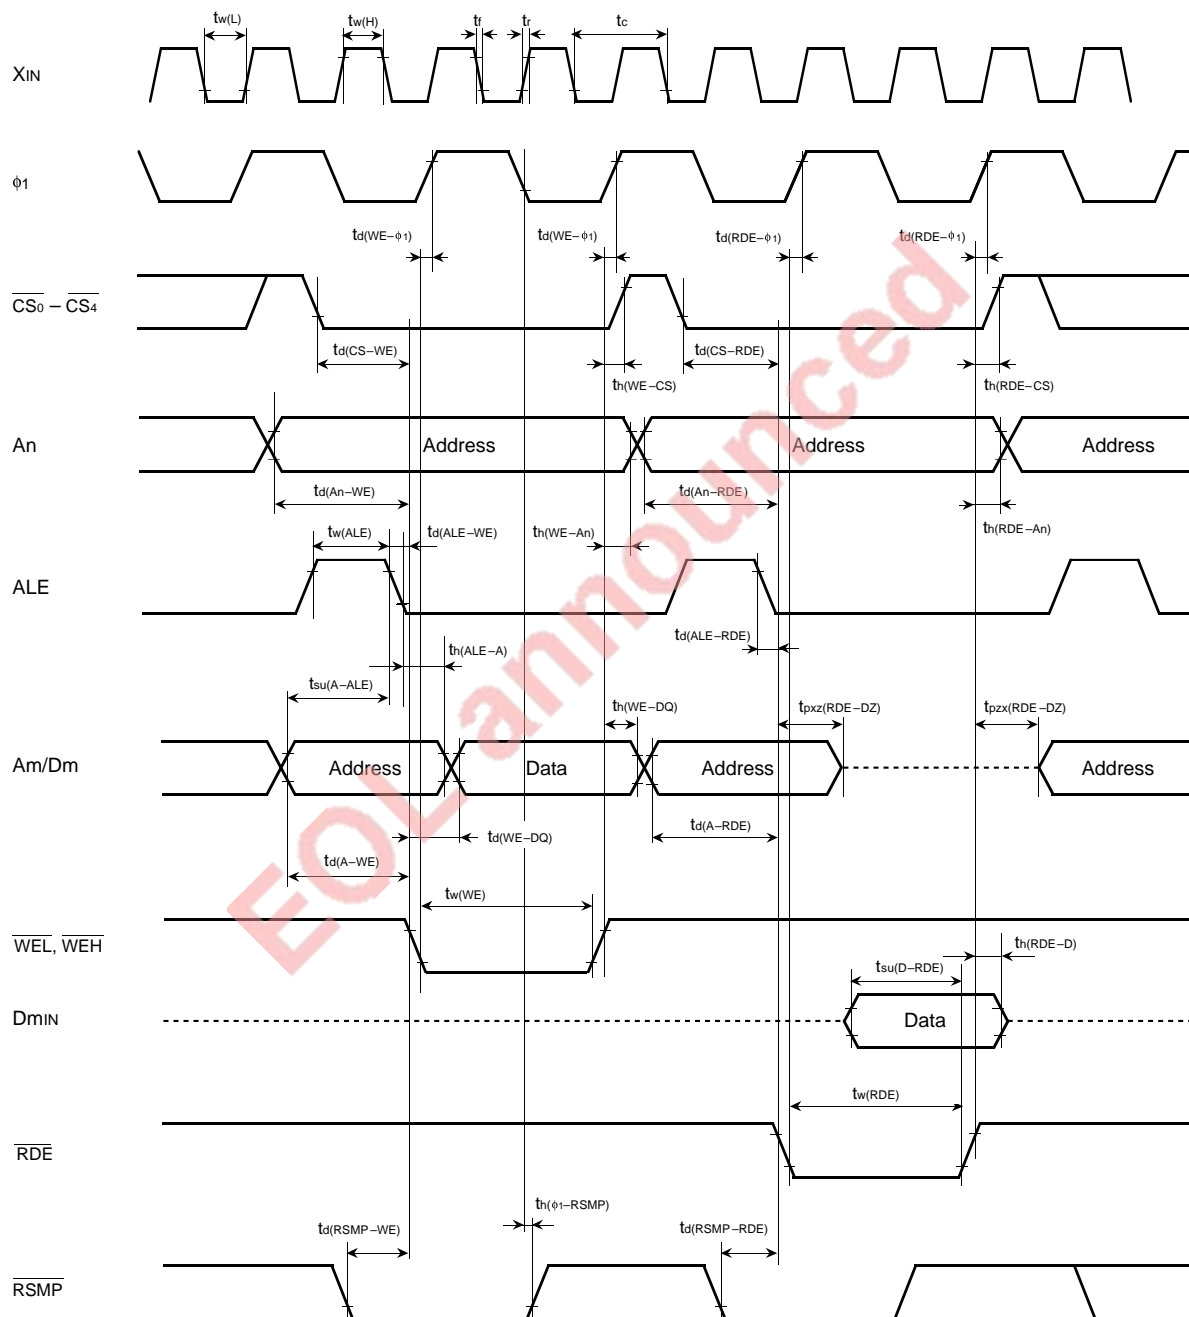 tw(L) tw(H) tf tr tc
XIN
ϕ1
td(WE–ϕ1) td(WE–ϕ1) td(RDE–ϕ1) td(RDE–ϕ1)
CS0 – CS4
td(CS–WE) td(CS–RDE)
th(WE–CS) th(RDE–CS)
An Address Address Address
td(An–WE) td(An–RDE)
tw(ALE) td(ALE–WE) th(WE–An) th(RDE–An)
ALE
td(ALE–RDE)
th(ALE–A)
tsu(A–ALE) th(WE–DQ) tpxz(RDE–DZ) tpzx(RDE–DZ)
Am/Dm Address Data Address Address
td(WE–DQ) td(A–RDE)
td(A–WE)
tw(WE)
WEL, WEH
th(RDE–D)
tsu(D–RDE)
DmIN Data
tw(RDE)
RDE
th(ϕ1–RSMP)
td(RSMP–WE) td(RSMP–RDE)
RSMP
EOL announced